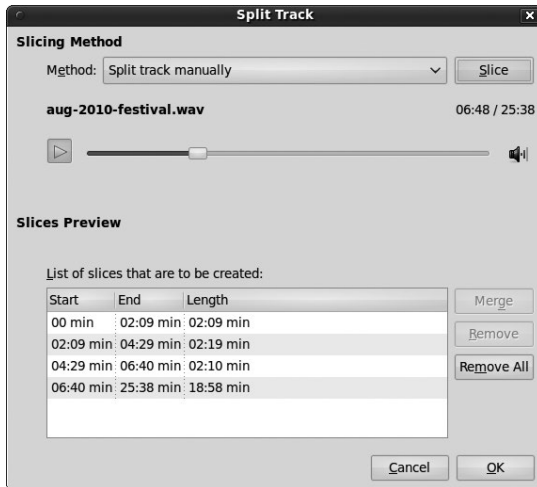 Split Track
Slicing Method
Method: Split track manually Slice
aug-2010-festival.wav 06:48 / 25:38
Slices Preview
List of slices that are to be created:
Start End Length
00 min 02:09 min 02:09 min
02:09 min 04:29 min 02:19 min
04:29 min 06:40 min 02:10 min
06:40 min 25:38 min 18:58 min
Merge
Remove
Remove All
Cancel OK